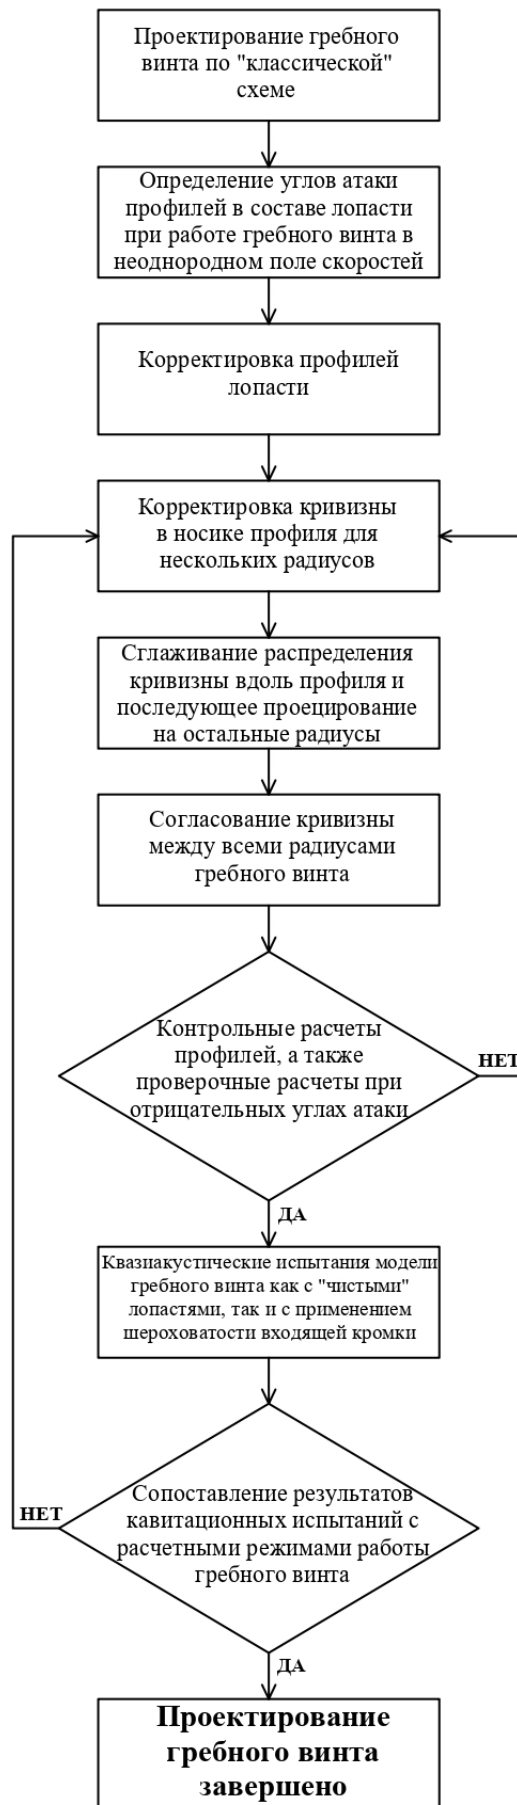 Проектирование гребного
винта по "классической"
схеме
Определение углов атаки
профилей в составе лопасти
при работе гребного винта в
неоднородном поле скоростей
Корректировка профилей
лопасти
Корректировка кривизны
в носике профиля для
нескольких радиусов
Сглаживание распределения
кривизны вдоль профиля и
последующее проецирование
на остальные радиусы
Согласование кривизны
между всеми радиусами
гребного винта
Контрольные расчеты
профилей, а также
проверочные расчеты при
отрицательных углах атаки
НЕТ
ДА
Квазиакустические испытания модели
гребного винта как с "чистыми"
лопастями, так и с применением
шероховатости входящей кромки
Сопоставление результатов
кавитационных испытаний с
расчетными режимами работы
гребного винта
НЕТ
ДА
Проектирование
гребного винта
завершено